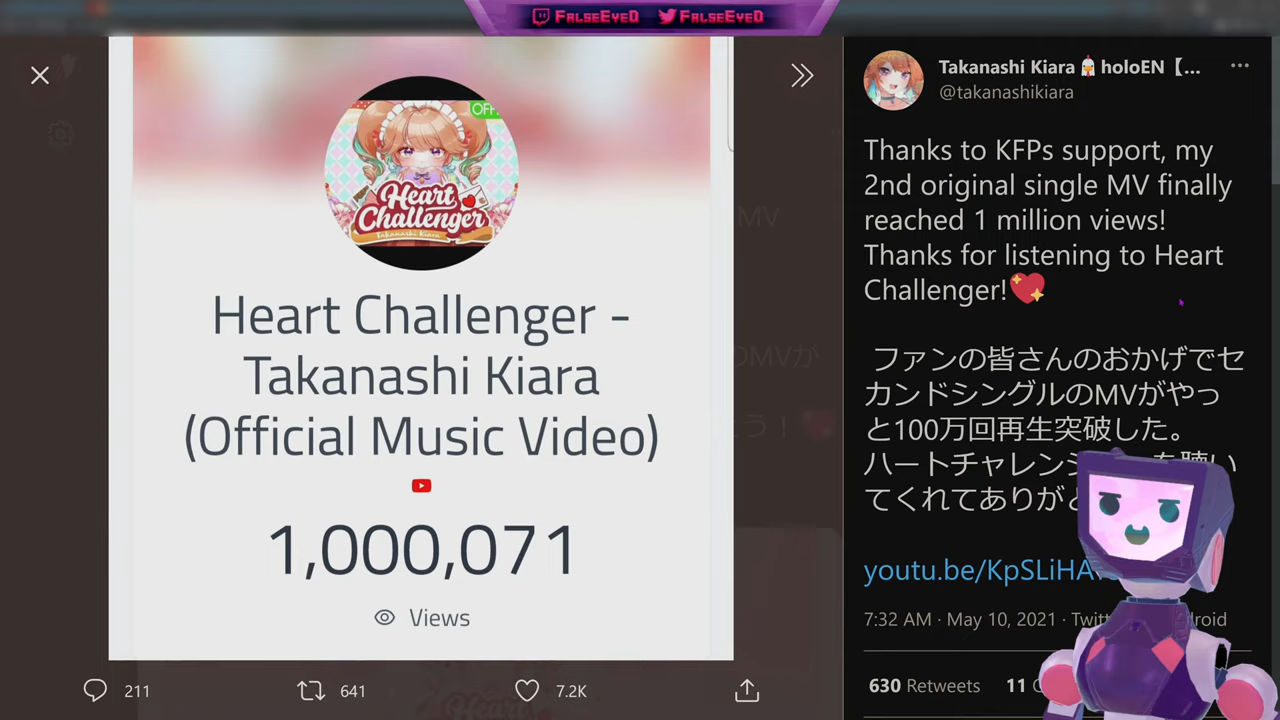 FalseEyeD FalseEyeD
OFF
Heart
Challenger
Takanashi Kiara
Heart Challenger -
Takanashi Kiara
(Official Music Video)
1,000,071
Views
211
641
7.2K
Takanashi Kiara🐔holoEN【...
@takanashikiara
Thanks to KFPs support, my
2nd original single MV finally
reached 1 million views!
Thanks for listening to Heart
Challenger!💖
ファンの皆さんのおかげでセ
カンドシングルのMVがやっ
と100万回再生突破した。
ハートチャレン を聴い
てくれてありが
youtu.be/KpSLiHA
7:32 AM · May 10, 2021 ·
630 Retweets 11